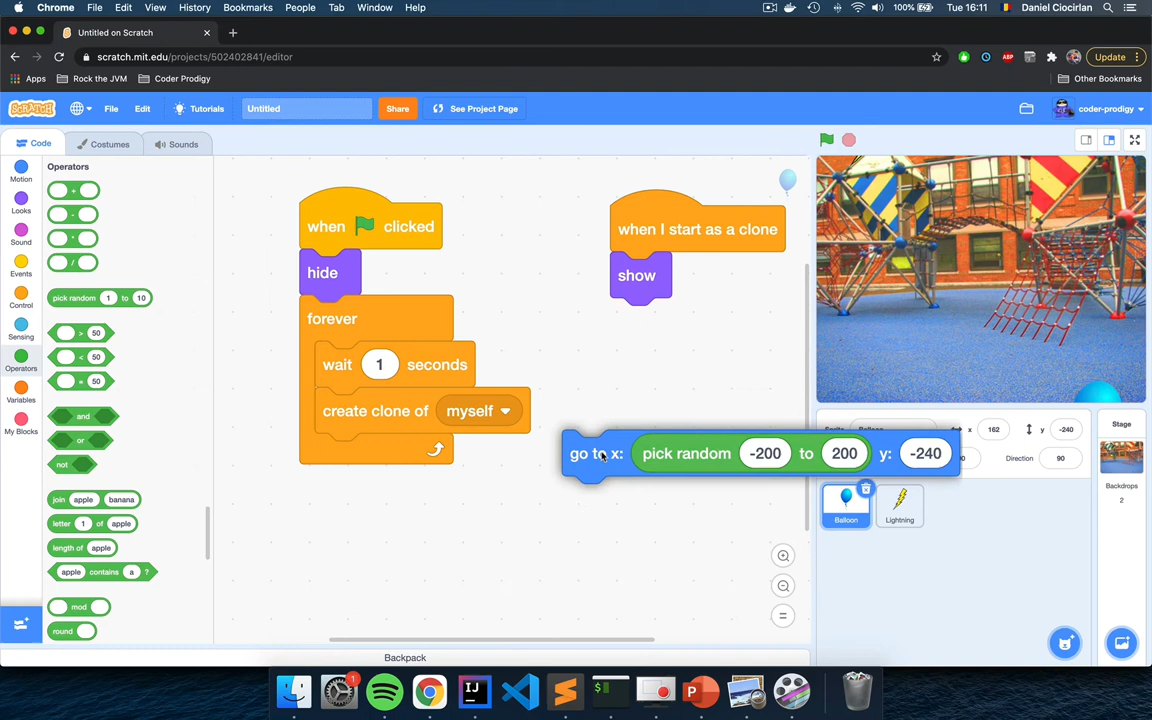 Chrome File Edit View History Bookmarks People Tab Window Help 100% Tue 16:11 Daniel Ciocirlan
Untitled on Scratch
scratch.mit.edu/projects/502402841/editor ABP Update
Apps Rock the JVM Coder Prodigy Other Bookmarks
SCRATCH File Edit Tutorials Untitled Share See Project Page coder-prodigy
Code Costumes Sounds
Motion
Looks
Sound
Events
Control
Sensing
Operators
Variables
My Blocks
Operators
+
-
*
/
pick random 1 to 10
> 50
< 50
= 50
and
or
not
join apple banana
letter 1 of apple
length of apple
apple contains a ?
mod
round
when clicked
hide
forever
wait 1 seconds
create clone of myself
when I start as a clone
show
go to x: pick random -200 to 200 y: -240
x 162 y -240
Direction 90
Balloon
Lightning
Stage
Backdrops
2
Backpack
1
IJ
$
P